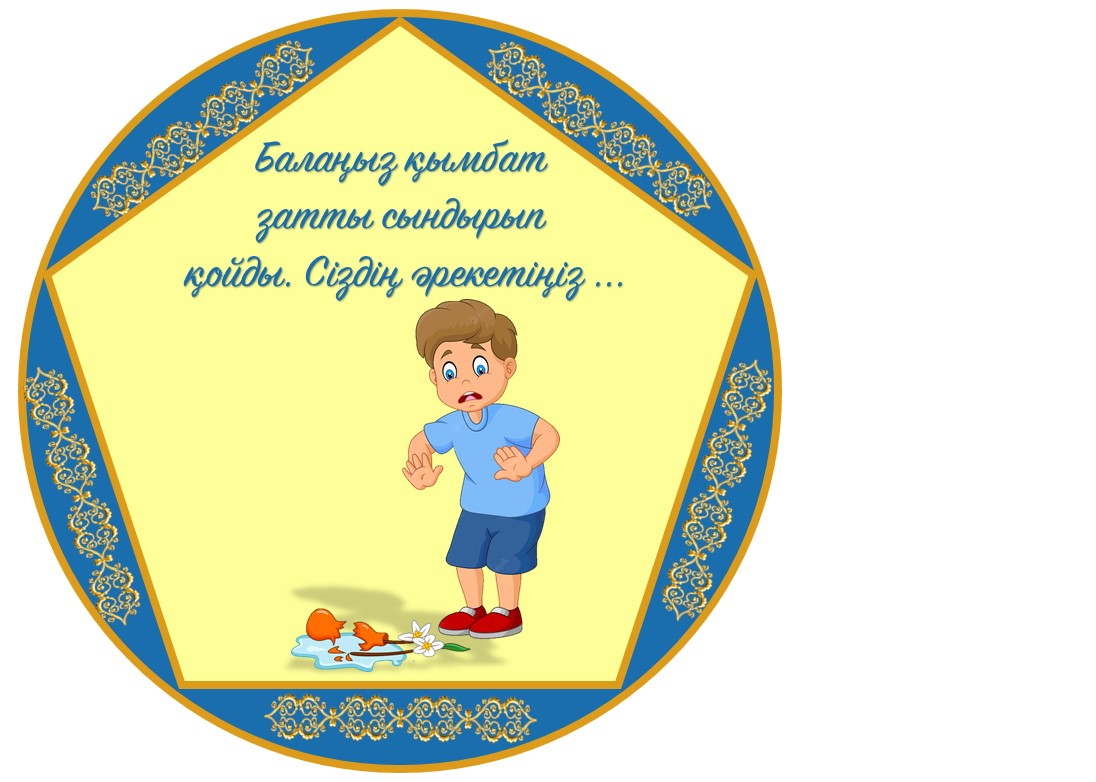 Балаңыз қымбат
затты сындырып
қойды. Сіздің әрекетіңіз ...